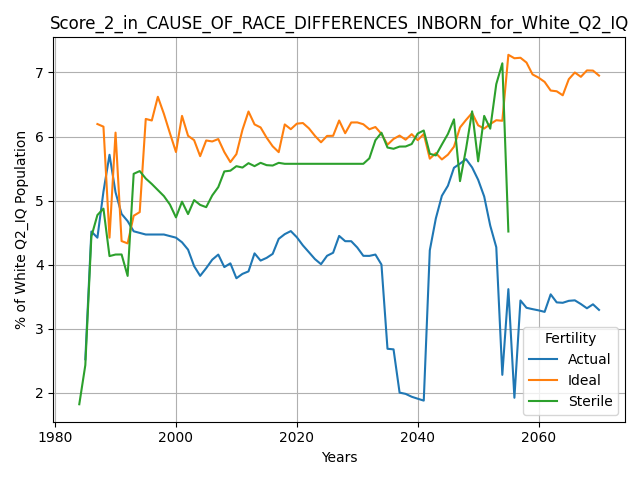 Score_2_in_CAUSE_OF_RACE_DIFFERENCES_INBORN_for_White_Q2_IQ
% of White Q2_IQ Population
7
6
5
4
3
2
1980
2000
2020
2040
2060
Years
Fertility
Actual
Ideal
Sterile